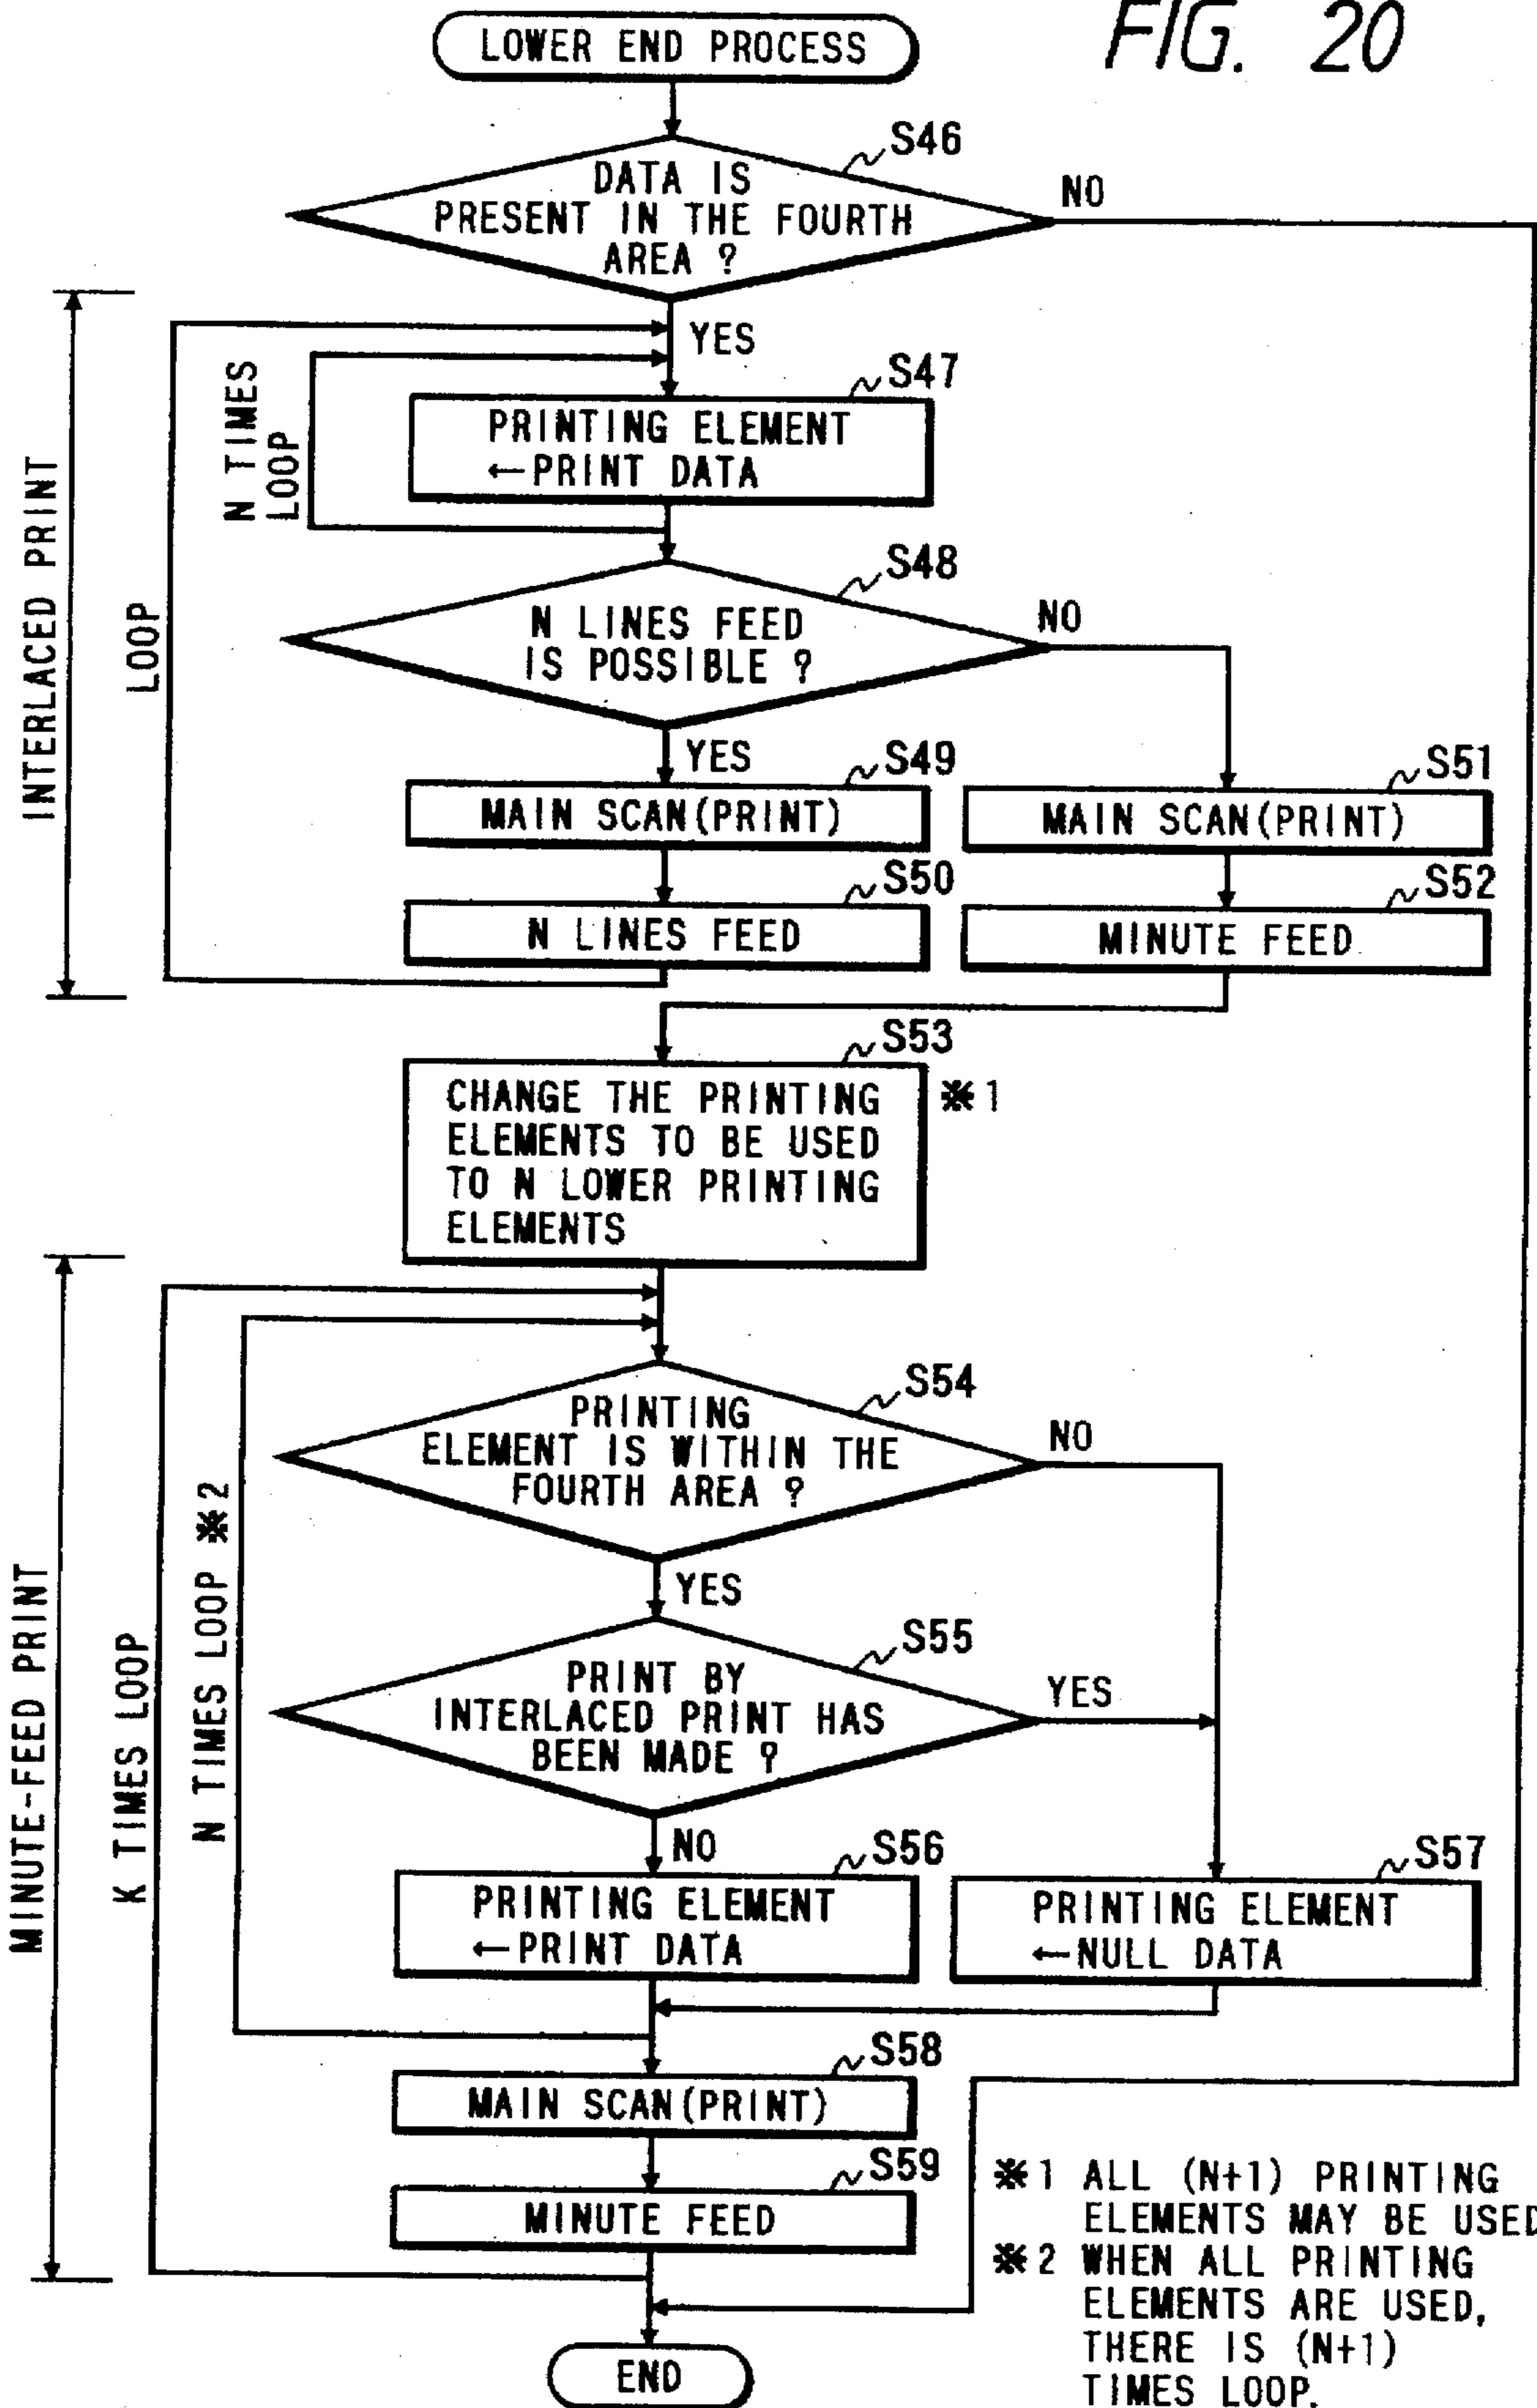 FIG. 20
LOWER END PROCESS
S46
DATA IS
PRESENT IN THE FOURTH
AREA ?
NO
YES
INTERLACED PRINT
LOOP
N TIMES
LOOP
S47
PRINTING ELEMENT
←PRINT DATA
S48
N LINES FEED
IS POSSIBLE ?
NO
YES
S49
MAIN SCAN(PRINT)
S51
MAIN SCAN(PRINT)
S50
N LINES FEED
S52
MINUTE FEED
S53
CHANGE THE PRINTING
ELEMENTS TO BE USED
TO N LOWER PRINTING
ELEMENTS
※1
MINUTE-FEED PRINT
K TIMES LOOP
N TIMES LOOP ※2
S54
PRINTING
ELEMENT IS WITHIN THE
FOURTH AREA ?
NO
YES
S55
PRINT BY
INTERLACED PRINT HAS
BEEN MADE ?
YES
NO
S56
PRINTING ELEMENT
←PRINT DATA
S57
PRINTING ELEMENT
←NULL DATA
S58
MAIN SCAN(PRINT)
S59
MINUTE FEED
END
※1 ALL (N+1) PRINTING
ELEMENTS MAY BE USED
※2 WHEN ALL PRINTING
ELEMENTS ARE USED,
THERE IS (N+1)
TIMES LOOP.